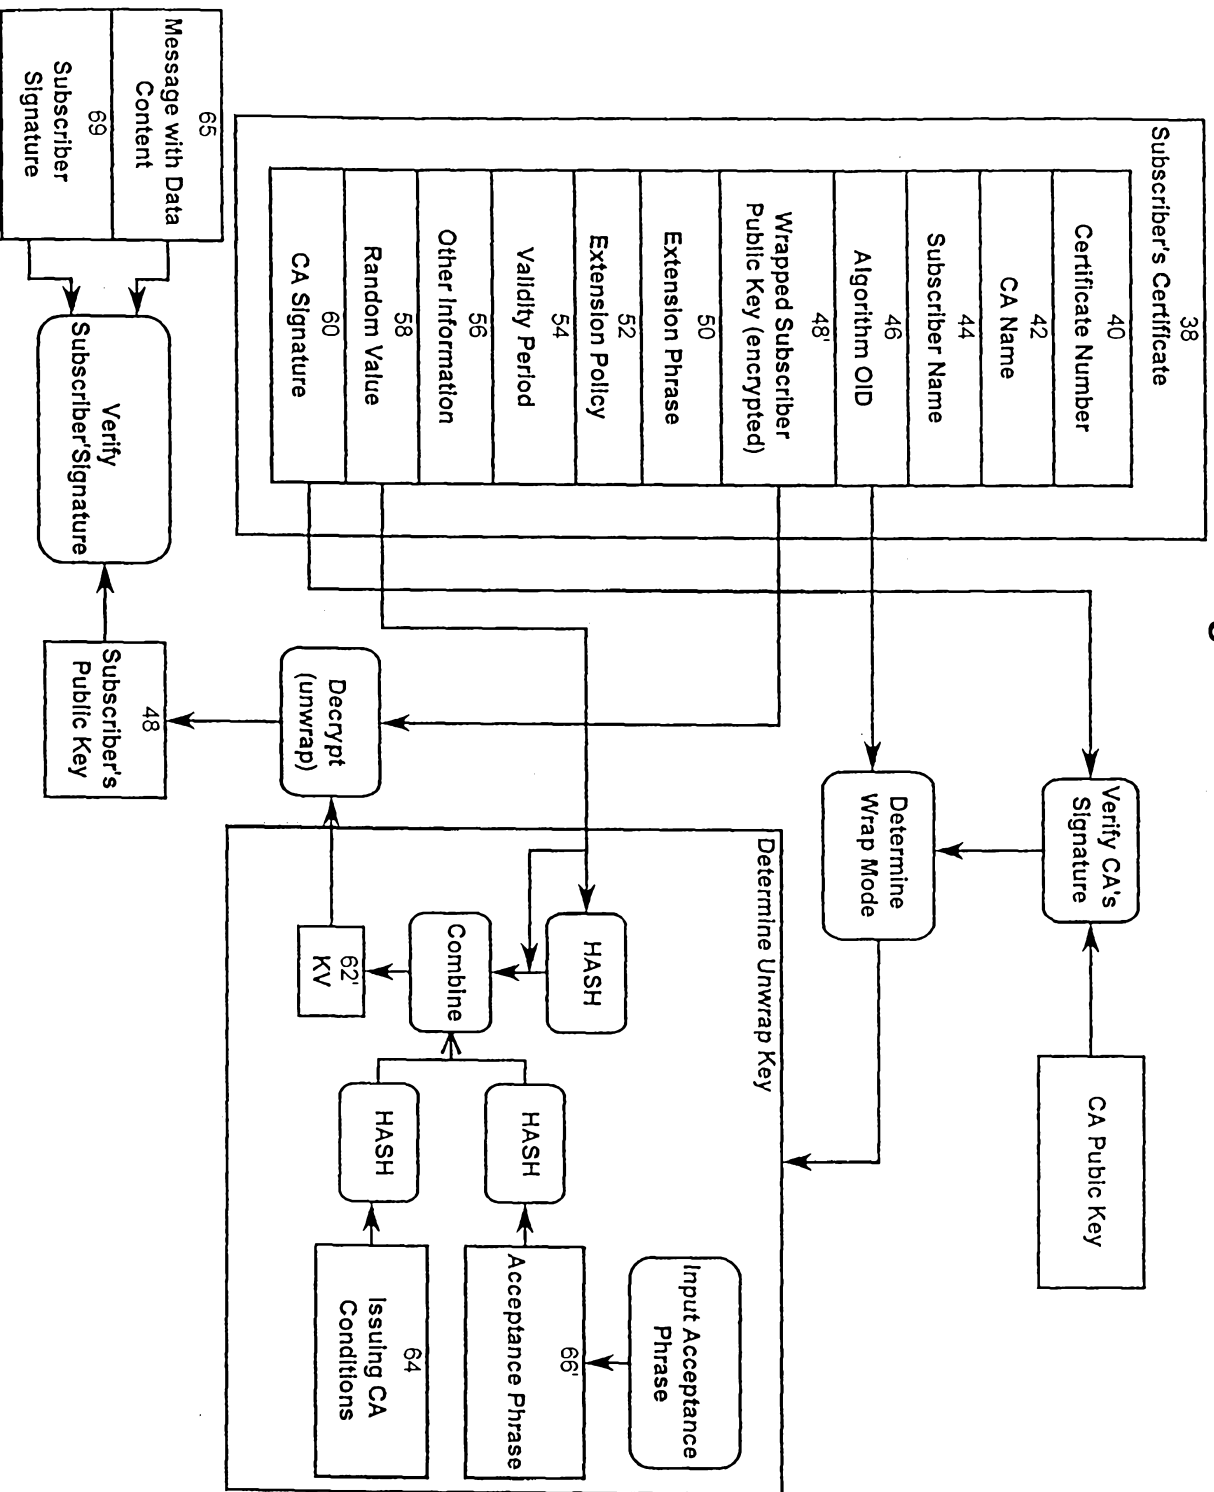 Subscriber's Certificate
38
40
Certificate Number
42
CA Name
44
Subscriber Name
46
Algorithm OID
48'
Wrapped Subscriber
Public Key (encrypted)
50
Extension Phrase
52
Extension Policy
54
Validity Period
56
Other Information
58
Random Value
60
CA Signature
65
Message with Data
Content
69
Subscriber
Signature
Verify CA's
Signature
CA Pubic Key
Determine
Wrap Mode
Determine Unwrap Key
Input Acceptance
Phrase
66'
Acceptance Phrase
HASH
HASH
HASH
64
Issuing CA
Conditions
Combine
62'
KV
Decrypt
(unwrap)
48
Subscriber's
Public Key
Verify
Subscriber'Signature